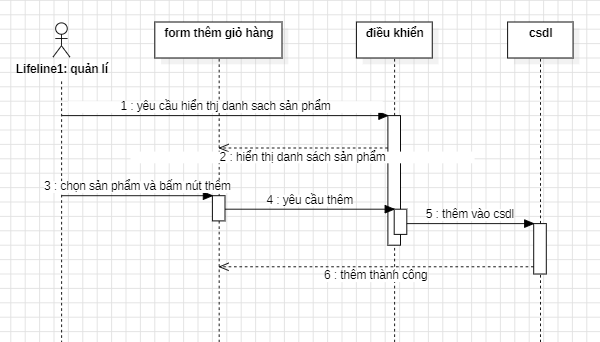 form thêm giỏ hàng
điều khiển
csdl
Lifeline1: quản lí
1 : yêu cầu hiển thị danh sach sản phẩm
2 : hiển thị danh sách sản phẩm
3 : chọn sản phẩm và bấm nút thêm
4 : yêu cầu thêm
5 : thêm vào csdl
6 : thêm thành công